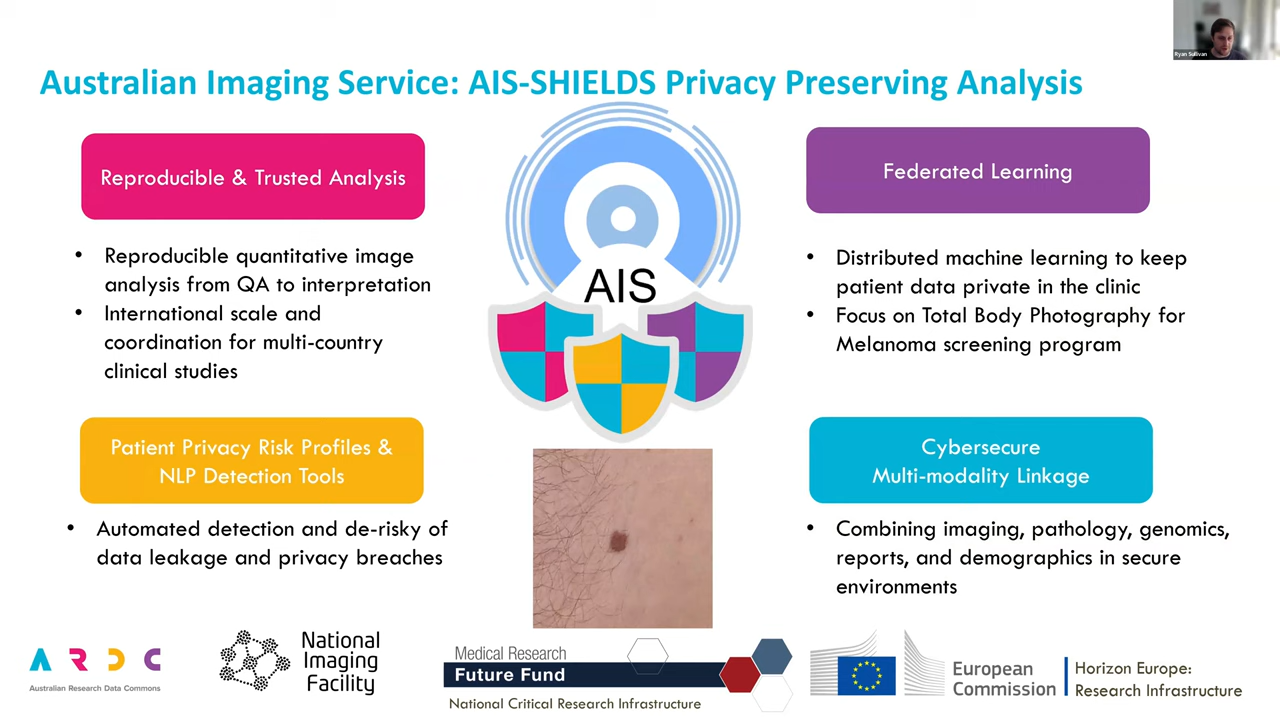 Ryan Sullivan
Australian Imaging Service: AIS-SHIELDS Privacy Preserving Analysis
Reproducible & Trusted Analysis
• Reproducible quantitative image
analysis from QA to interpretation
• International scale and
coordination for multi-country
clinical studies
Patient Privacy Risk Profiles &
NLP Detection Tools
• Automated detection and de-risky of
data leakage and privacy breaches
AIS
Federated Learning
• Distributed machine learning to keep
patient data private in the clinic
• Focus on Total Body Photography for
Melanoma screening program
Cybersecure
Multi-modality Linkage
• Combining imaging, pathology, genomics,
reports, and demographics in secure
environments
ARDC
Australian Research Data Commons
National
Imaging
Facility
Medical Research
Future Fund
National Critical Research Infrastructure
European
Commission
Horizon Europe:
Research Infrastructure